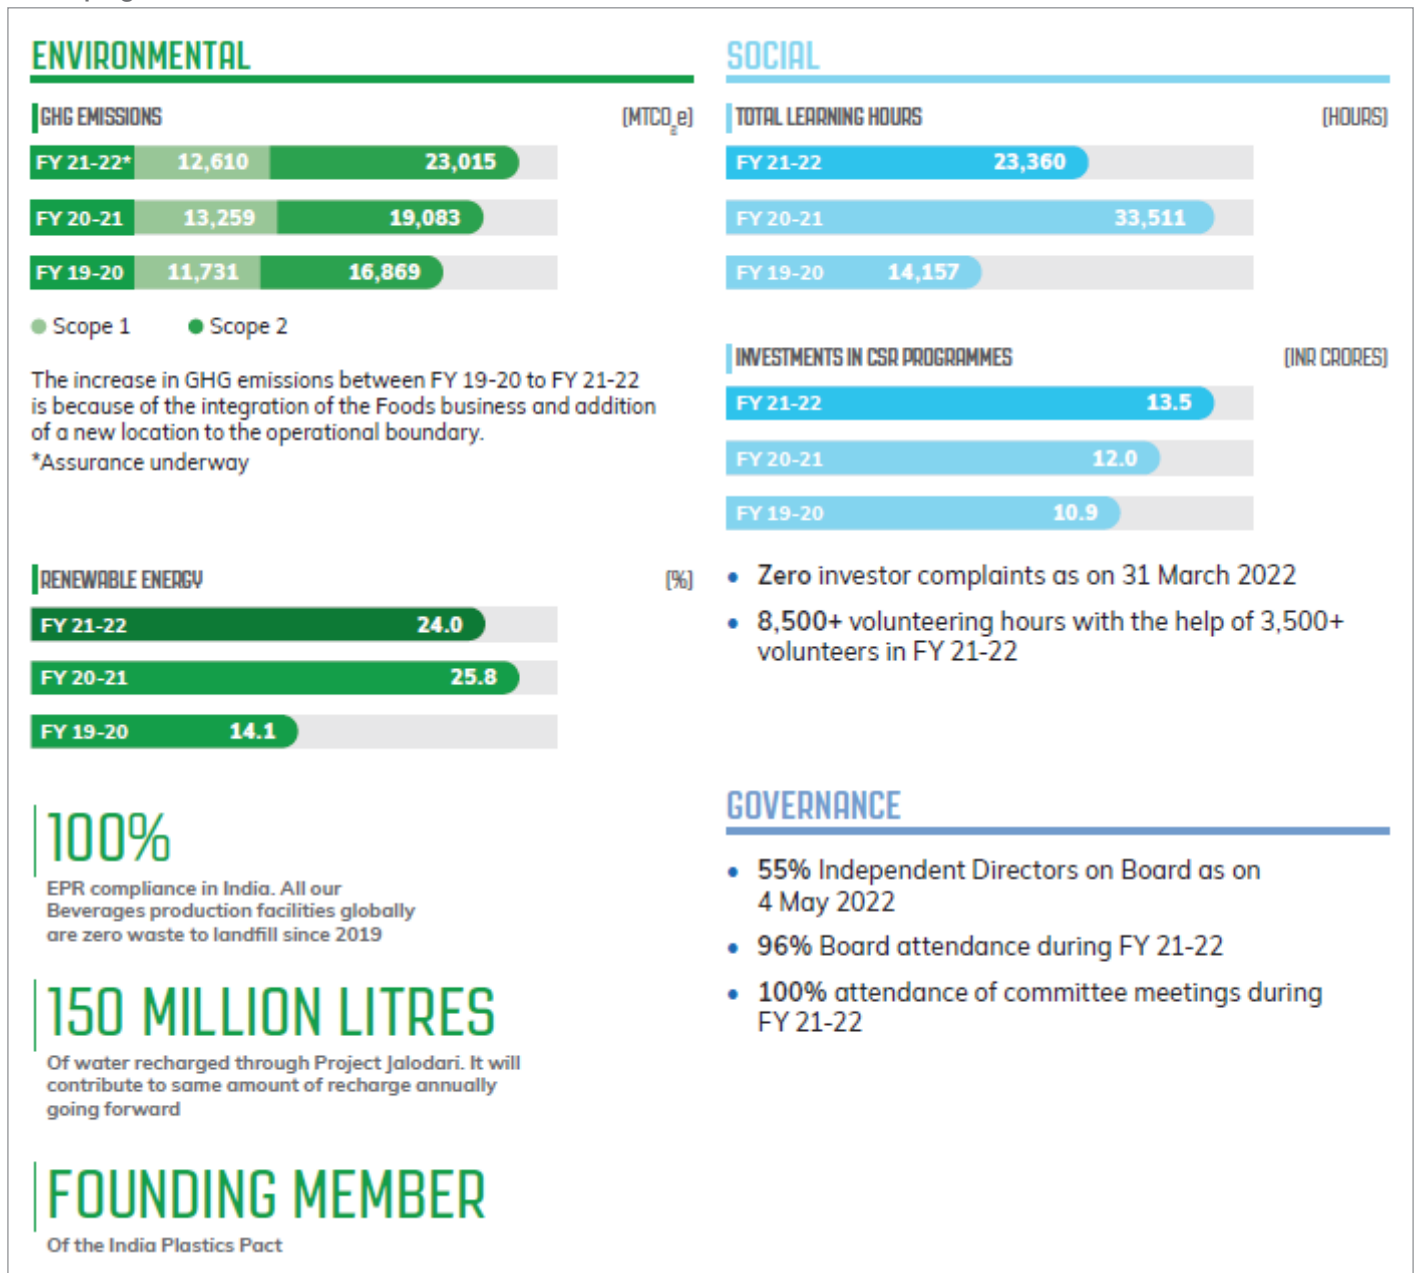 ENVIRONMENTAL
GHG EMISSIONS (MTCO2e)
FY 21-22* 12,610 23,015
FY 20-21 13,259 19,083
FY 19-20 11,731 16,869
Scope 1 Scope 2
The increase in GHG emissions between FY 19-20 to FY 21-22
is because of the integration of the Foods business and addition
of a new location to the operational boundary.
*Assurance underway
RENEWABLE ENERGY (%)
FY 21-22 24.0
FY 20-21 25.8
FY 19-20 14.1
100%
EPR compliance in India. All our
Beverages production facilities globally
are zero waste to landfill since 2019
150 MILLION LITRES
Of water recharged through Project Jalodari. It will
contribute to same amount of recharge annually
going forward
FOUNDING MEMBER
Of the India Plastics Pact
SOCIAL
TOTAL LEARNING HOURS (HOURS)
FY 21-22 23,360
FY 20-21 33,511
FY 19-20 14,157
INVESTMENTS IN CSR PROGRAMMES (INR CRORES)
FY 21-22 13.5
FY 20-21 12.0
FY 19-20 10.9
• Zero investor complaints as on 31 March 2022
• 8,500+ volunteering hours with the help of 3,500+
volunteers in FY 21-22
GOVERNANCE
• 55% Independent Directors on Board as on
4 May 2022
• 96% Board attendance during FY 21-22
• 100% attendance of committee meetings during
FY 21-22